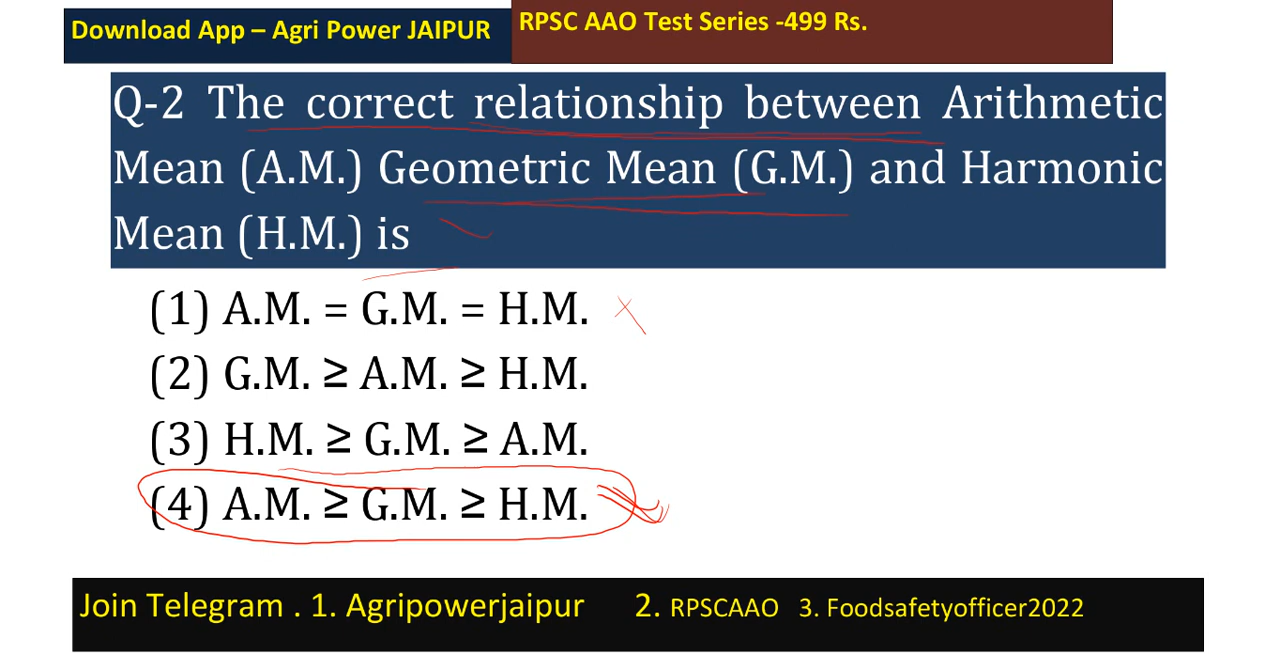 Download App – Agri Power JAIPUR
RPSC AAO Test Series -499 Rs.
Q-2 The correct relationship between Arithmetic
Mean (A.M.) Geometric Mean (G.M.) and Harmonic
Mean (H.M.) is
(1) A.M. = G.M. = H.M.
(2) G.M. ≥ A.M. ≥ H.M.
(3) H.M. ≥ G.M. ≥ A.M.
(4) A.M. ≥ G.M. ≥ H.M.
Join Telegram . 1. Agripowerjaipur 2. RPSCAAO 3. Foodsafetyofficer2022